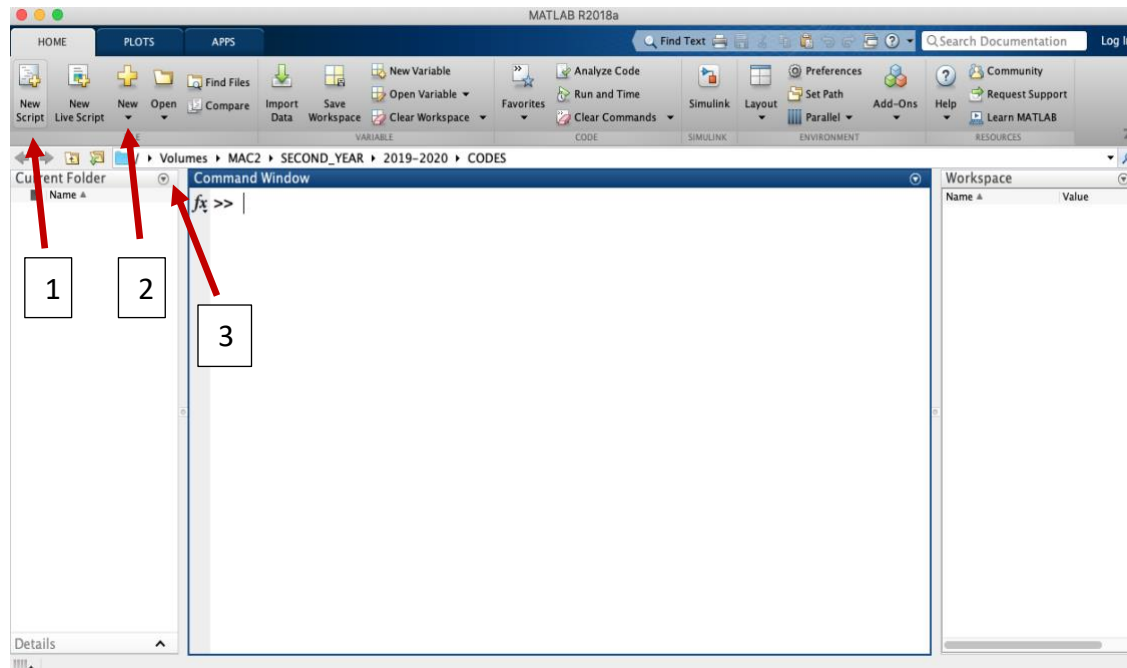 MATLAB R2018a
HOME PLOTS APPS Find Text Search Documentation
New Script
New Live Script
New
Open
Find Files
Compare
Import Data
Save Workspace
New Variable
Open Variable
Clear Workspace
VARIABLE
Favorites
Analyze Code
Run and Time
Clear Commands
CODE
Simulink
SIMULINK
Layout
Preferences
Set Path
Parallel
Add-Ons
ENVIRONMENT
Help
Community
Request Support
Learn MATLAB
RESOURCES
/ Volumes MAC2 SECOND_YEAR 2019-2020 CODES
Command Window
fx >>
Workspace
Name Value
Name
1
2
3
Details